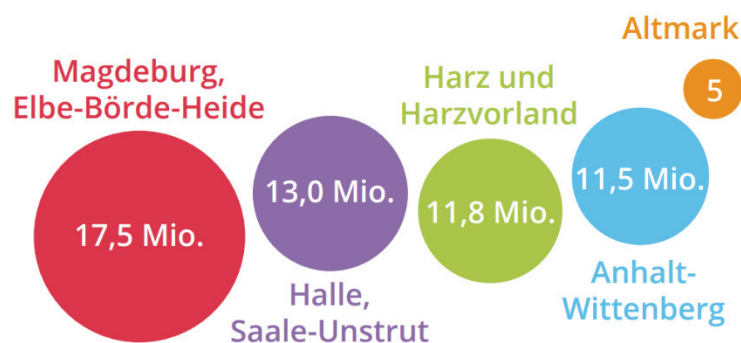 Magdeburg,
Elbe-Börde-Heide
17,5 Mio.
13,0 Mio.
Halle,
Saale-Unstrut
Harz und
Harzvorland
11,8 Mio.
11,5 Mio.
Anhalt-
Wittenberg
Altmark
5